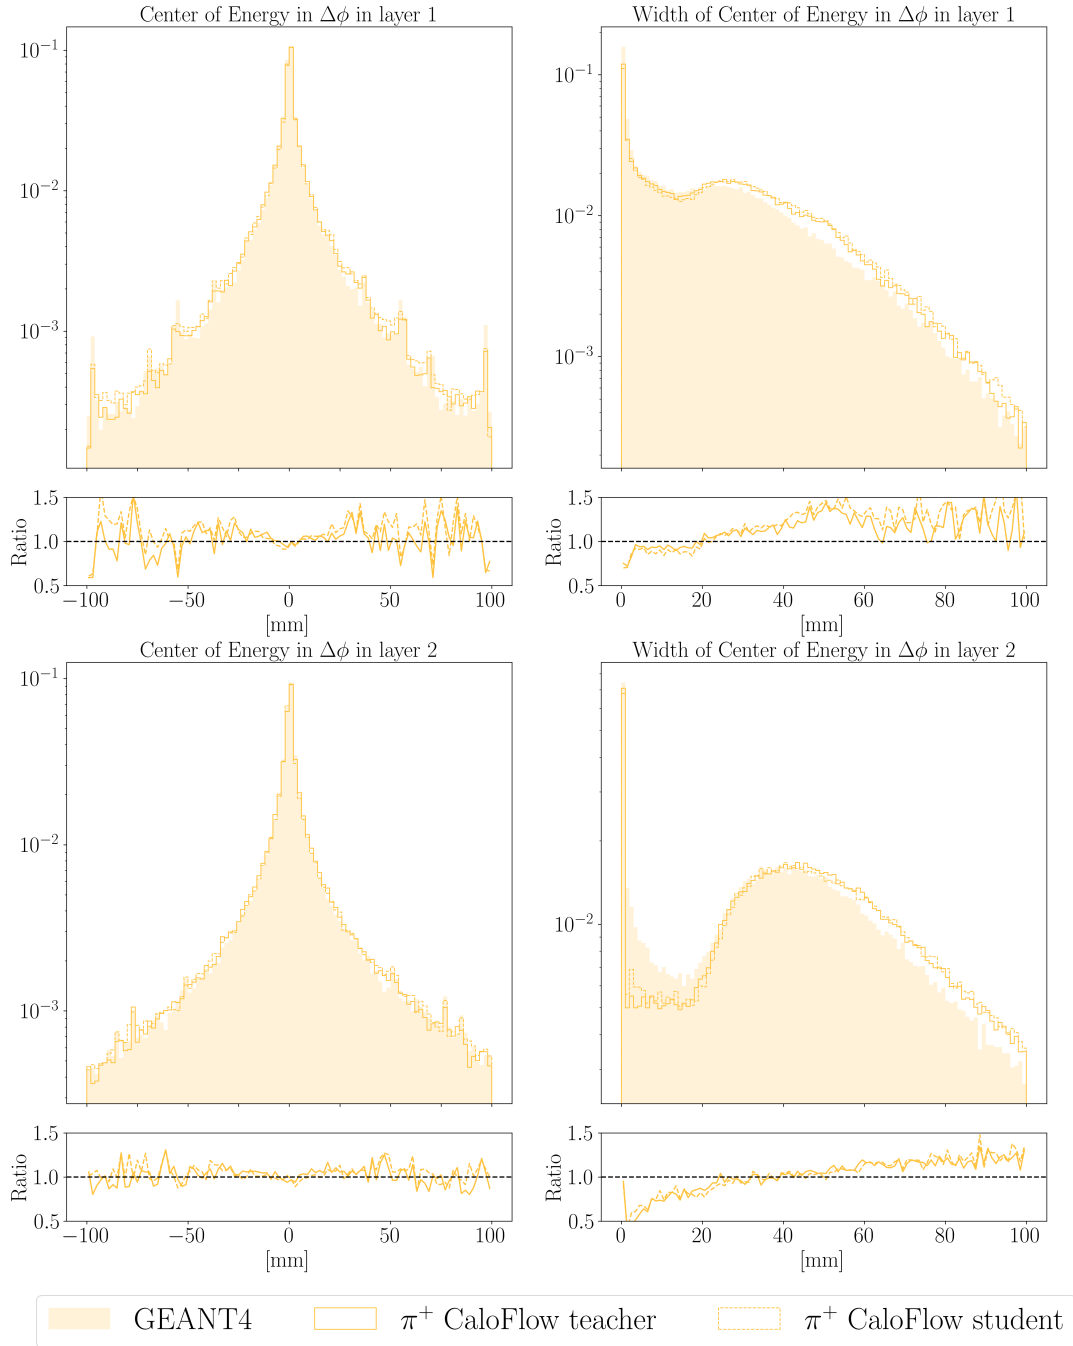 Center of Energy in Δϕ in layer 1
10⁻¹
10⁻²
10⁻³
Ratio
1.5
1.0
0.5
−100
−50
0
50
100
[mm]
Width of Center of Energy in Δϕ in layer 1
10⁻¹
10⁻²
10⁻³
Ratio
1.5
1.0
0.5
0
20
40
60
80
100
[mm]
Center of Energy in Δϕ in layer 2
10⁻¹
10⁻²
10⁻³
Ratio
1.5
1.0
0.5
−100
−50
0
50
100
[mm]
Width of Center of Energy in Δϕ in layer 2
10⁻²
Ratio
1.5
1.0
0.5
0
20
40
60
80
100
[mm]
GEANT4
π⁺ CaloFlow teacher
π⁺ CaloFlow student